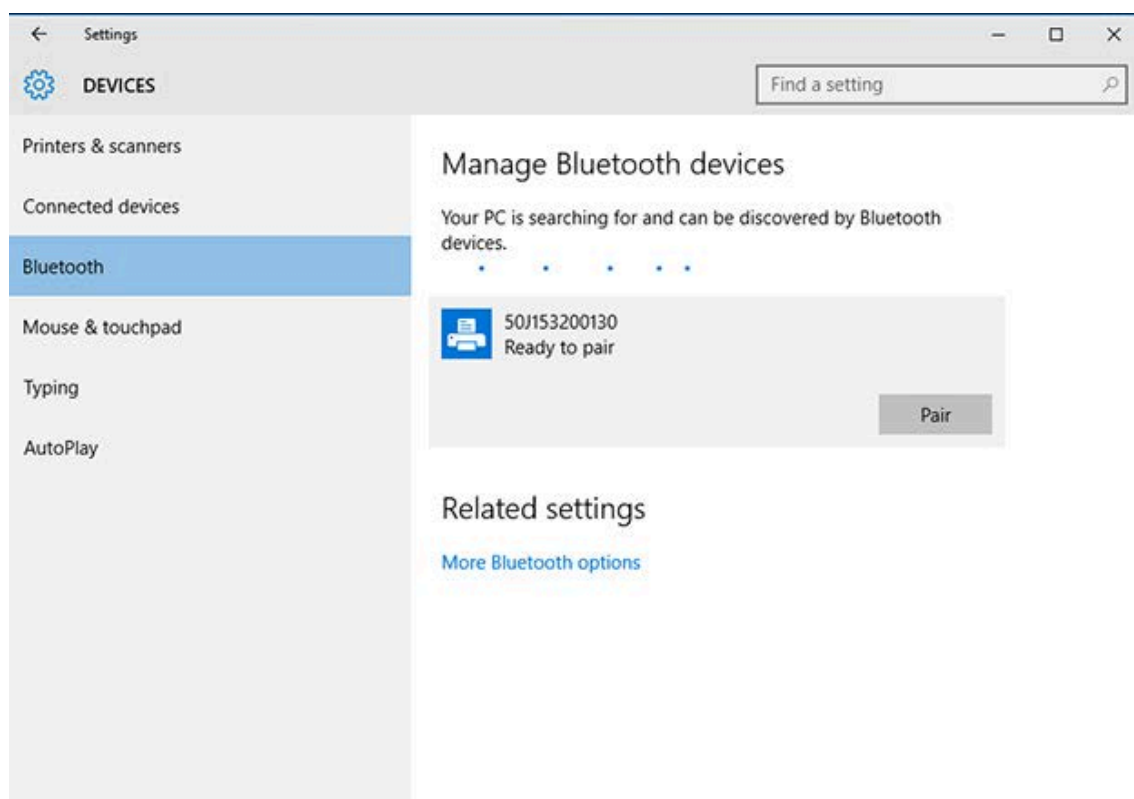 Settings
DEVICES
Find a setting
Printers & scanners
Connected devices
Bluetooth
Mouse & touchpad
Typing
AutoPlay
Manage Bluetooth devices
Your PC is searching for and can be discovered by Bluetooth
devices.
50J153200130
Ready to pair
Pair
Related settings
More Bluetooth options